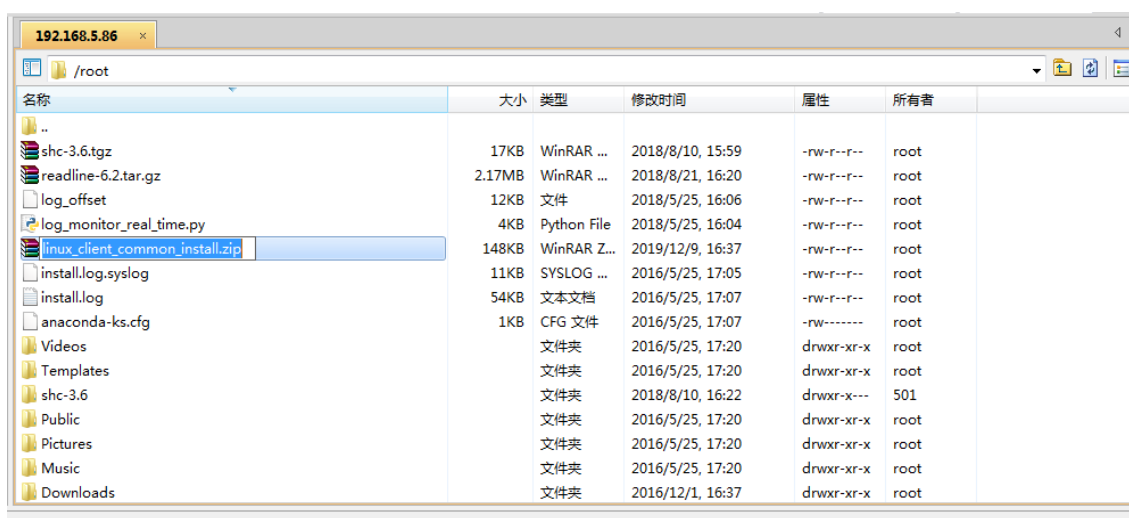 192.168.5.86 ×
/root
名称 大小 类型 修改时间 属性 所有者
..
shc-3.6.tgz 17KB WinRAR ... 2018/8/10, 15:59 -rw-r--r-- root
readline-6.2.tar.gz 2.17MB WinRAR ... 2018/8/21, 16:20 -rw-r--r-- root
log_offset 12KB 文件 2018/5/25, 16:06 -rw-r--r-- root
log_monitor_real_time.py 4KB Python File 2018/5/25, 16:04 -rw-r--r-- root
linux_client_common_install.zip 148KB WinRAR Z... 2019/12/9, 16:37 -rw-r--r-- root
install.log.syslog 11KB SYSLOG ... 2016/5/25, 17:05 -rw-r--r-- root
install.log 54KB 文本文档 2016/5/25, 17:07 -rw-r--r-- root
anaconda-ks.cfg 1KB CFG 文件 2016/5/25, 17:07 -rw------- root
Videos 文件夹 2016/5/25, 17:20 drwxr-xr-x root
Templates 文件夹 2016/5/25, 17:20 drwxr-xr-x root
shc-3.6 文件夹 2018/8/10, 16:22 drwxr-x--- 501
Public 文件夹 2016/5/25, 17:20 drwxr-xr-x root
Pictures 文件夹 2016/5/25, 17:20 drwxr-xr-x root
Music 文件夹 2016/5/25, 17:20 drwxr-xr-x root
Downloads 文件夹 2016/12/1, 16:37 drwxr-xr-x root